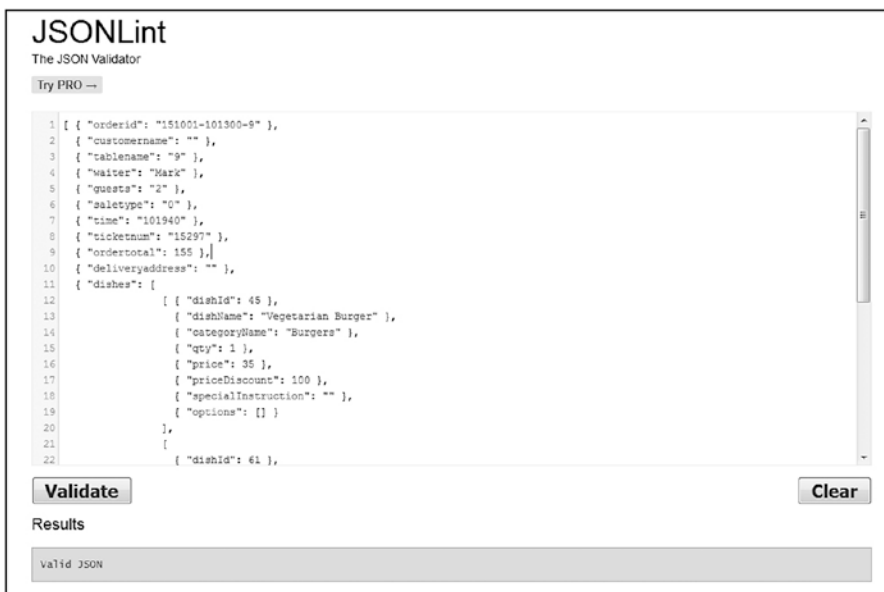 JSONLint
The JSON Validator
Try PRO →
1 [ { "orderid": "151001-101300-9" },
2 { "customername": "" },
3 { "tablename": "9" },
4 { "waiter": "Mark" },
5 { "guests": "2" },
6 { "saletype": "0" },
7 { "time": "101940" },
8 { "ticketnum": "15297" },
9 { "ordertotal": 155 },
10 { "deliveryaddress": "" },
11 { "dishes": [
12 [ { "dishId": 45 },
13 { "dishName": "Vegetarian Burger" },
14 { "categoryName": "Burgers" },
15 { "qty": 1 },
16 { "price": 35 },
17 { "priceDiscount": 100 },
18 { "specialInstruction": "" },
19 { "options": [] }
20 ],
21 [
22 { "dishId": 61 },
Validate Clear
Results
Valid JSON